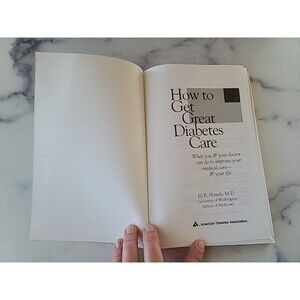 How to
Get
Great
Diabetes
Care
What you & your doctor
can do to improve your
medical care—
& your life.
Irl B. Hirsch, M.D.
University of Washington
School of Medicine
American Diabetes Association